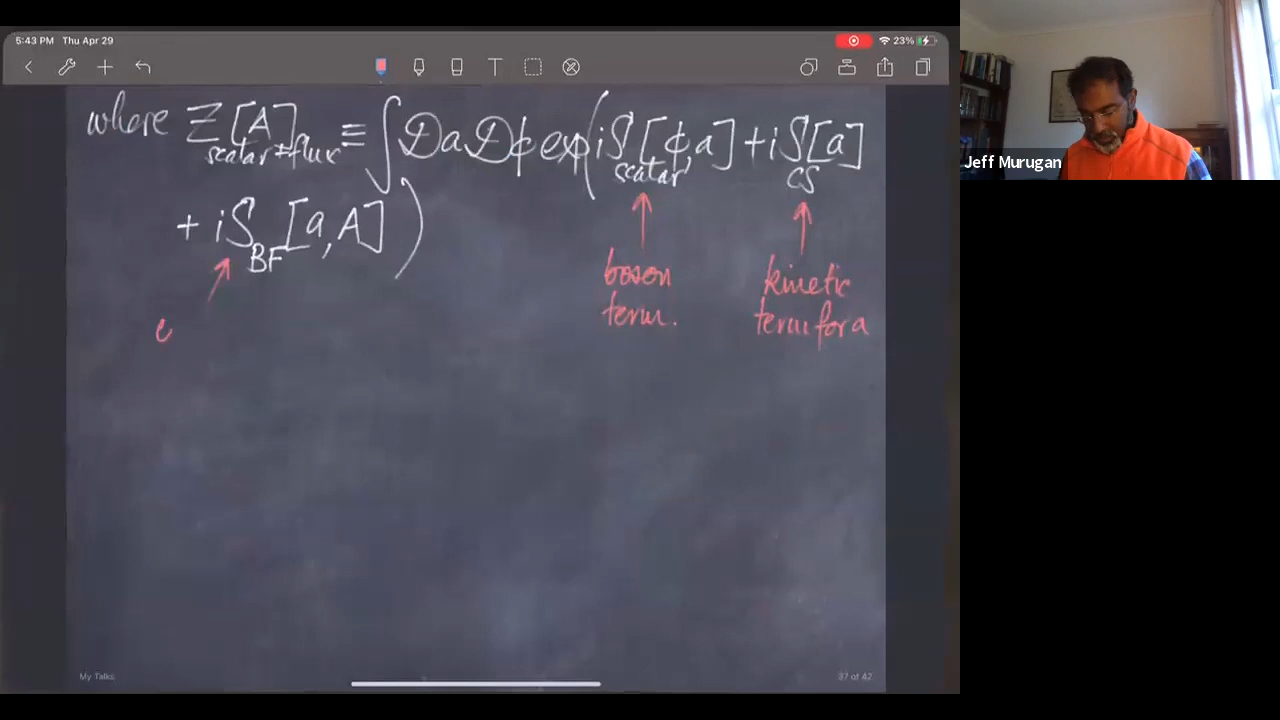 5:43 PM Thu Apr 29
23%
T
where Z[A] scalar+flux ≡ ∫ Da Dϕ exp(iS scalar [ϕ,a] + iS CS [a]
+ iS BF [a, A])
boson
term.
kinetic
term for a
e
Jeff Murugan
My Talks
37 of 42